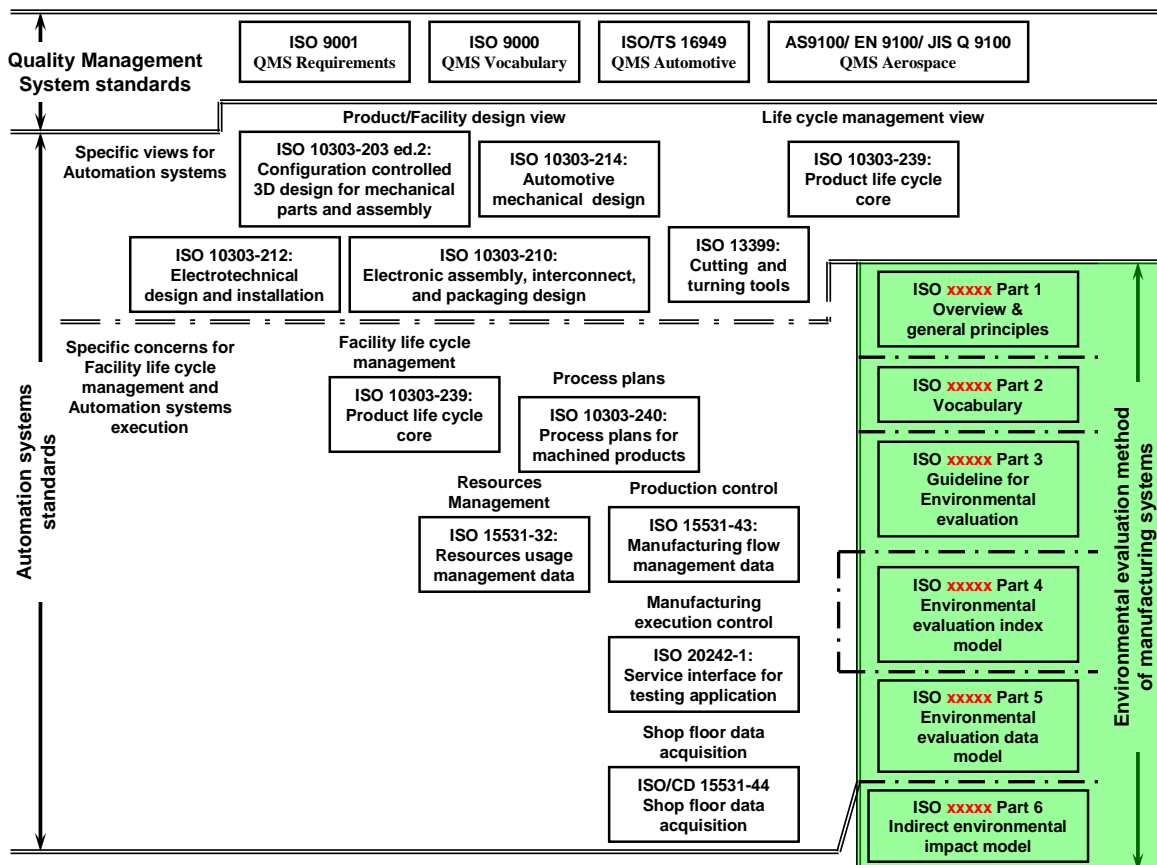 Quality Management
System standards
ISO 9001
QMS Requirements
ISO 9000
QMS Vocabulary
ISO/TS 16949
QMS Automotive
AS9100/ EN 9100/ JIS Q 9100
QMS Aerospace
Product/Facility design view
Life cycle management view
Specific views for
Automation systems
ISO 10303-203 ed.2:
Configuration controlled
3D design for mechanical
parts and assembly
ISO 10303-214:
Automotive
mechanical design
ISO 10303-239:
Product life cycle
core
ISO 10303-212:
Electrotechnical
design and installation
ISO 10303-210:
Electronic assembly, interconnect,
and packaging design
ISO 13399:
Cutting and
turning tools
Automation systems
standards
Specific concerns for
Facility life cycle
management and
Automation systems
execution
Facility life cycle
management
ISO 10303-239:
Product life cycle
core
Process plans
ISO 10303-240:
Process plans for
machined products
Resources
Management
ISO 15531-32:
Resources usage
management data
Production control
ISO 15531-43:
Manufacturing flow
management data
Manufacturing
execution control
ISO 20242-1:
Service interface for
testing application
Shop floor data
acquisition
ISO/CD 15531-44
Shop floor data
acquisition
ISO xxxxx Part 1
Overview &
general principles
ISO xxxxx Part 2
Vocabulary
ISO xxxxx Part 3
Guideline for
Environmental
evaluation
ISO xxxxx Part 4
Environmental
evaluation index
model
ISO xxxxx Part 5
Environmental
evaluation data
model
ISO xxxxx Part 6
Indirect environmental
impact model
Environmental evaluation method
of manufacturing systems